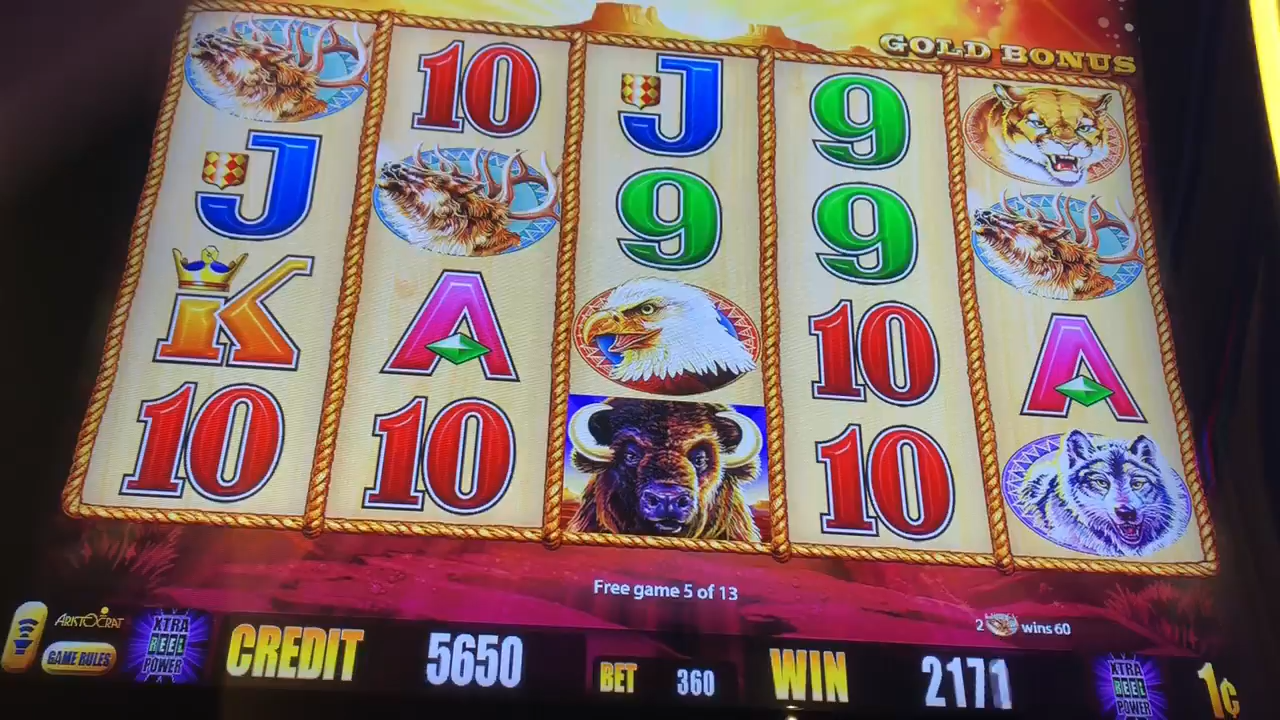 GOLD BONUS
10 J 9
J 9 9
K A 10 A
10 10 10
Free game 5 of 13
2 wins 60
ARISTOCRAT
GAME RULES
XTRA
REEL
POWER
CREDIT 5650 BET 360 WIN 2171
XTRA
REEL
POWER
1¢